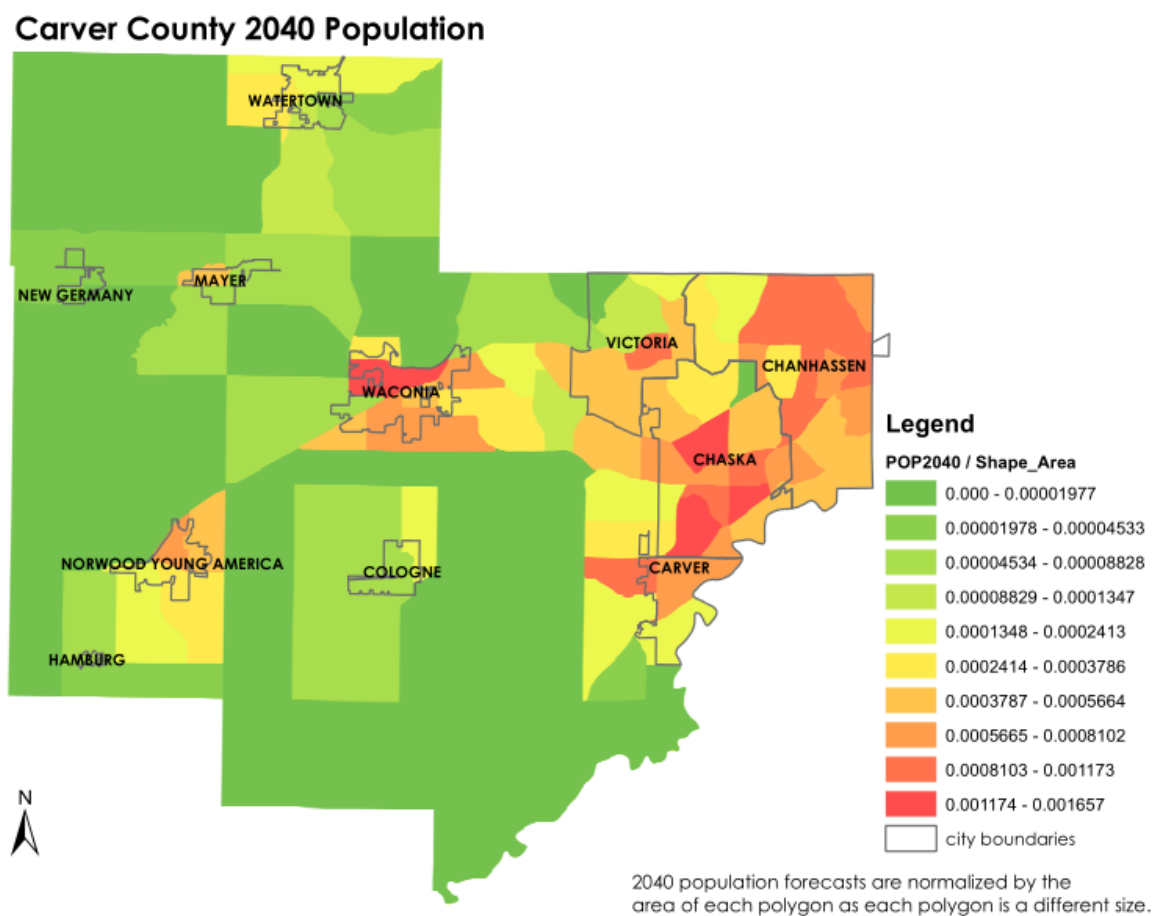 Carver County 2040 Population
WATERTOWN
NEW GERMANY
MAYER
VICTORIA
CHANHASSEN
WACONIA
CHASKA
NORWOOD YOUNG AMERICA
COLOGNE
CARVER
HAMBURG
Legend
POP2040 / Shape_Area
0.000 - 0.00001977
0.00001978 - 0.00004533
0.00004534 - 0.00008828
0.00008829 - 0.0001347
0.0001348 - 0.0002413
0.0002414 - 0.0003786
0.0003787 - 0.0005664
0.0005665 - 0.0008102
0.0008103 - 0.001173
0.001174 - 0.001657
city boundaries
N
2040 population forecasts are normalized by the
area of each polygon as each polygon is a different size.